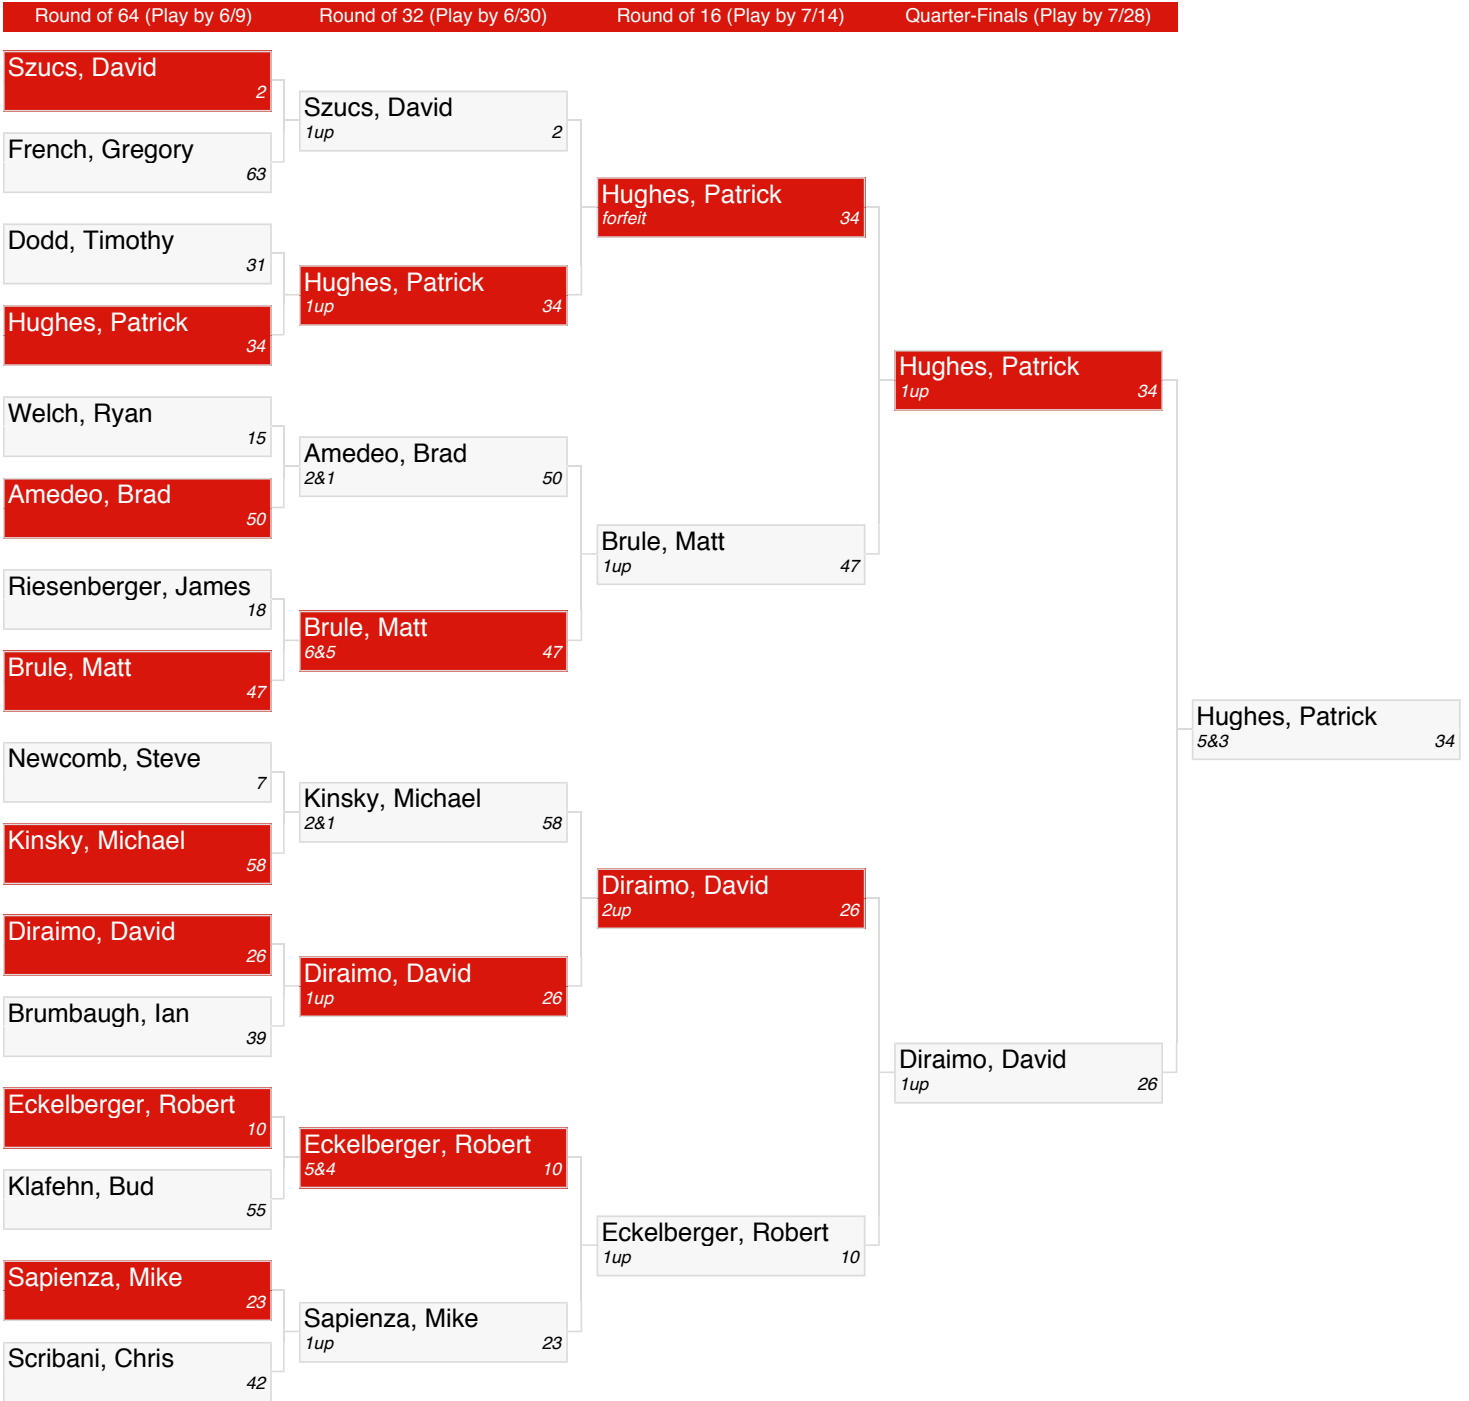 Round of 64 (Play by 6/9)
Round of 32 (Play by 6/30)
Round of 16 (Play by 7/14)
Quarter-Finals (Play by 7/28)
Szucs, David
2
French, Gregory
63
Dodd, Timothy
31
Hughes, Patrick
34
Welch, Ryan
15
Amedeo, Brad
50
Riesenberger, James
18
Brule, Matt
47
Newcomb, Steve
7
Kinsky, Michael
58
Diraimo, David
26
Brumbaugh, Ian
39
Eckelberger, Robert
10
Klafehn, Bud
55
Sapienza, Mike
23
Scribani, Chris
42
Szucs, David
1up 2
Hughes, Patrick
1up 34
Amedeo, Brad
2&1 50
Brule, Matt
6&5 47
Kinsky, Michael
2&1 58
Diraimo, David
1up 26
Eckelberger, Robert
5&4 10
Sapienza, Mike
1up 23
Hughes, Patrick
forfeit 34
Brule, Matt
1up 47
Diraimo, David
2up 26
Eckelberger, Robert
1up 10
Hughes, Patrick
1up 34
Diraimo, David
1up 26
Hughes, Patrick
5&3 34